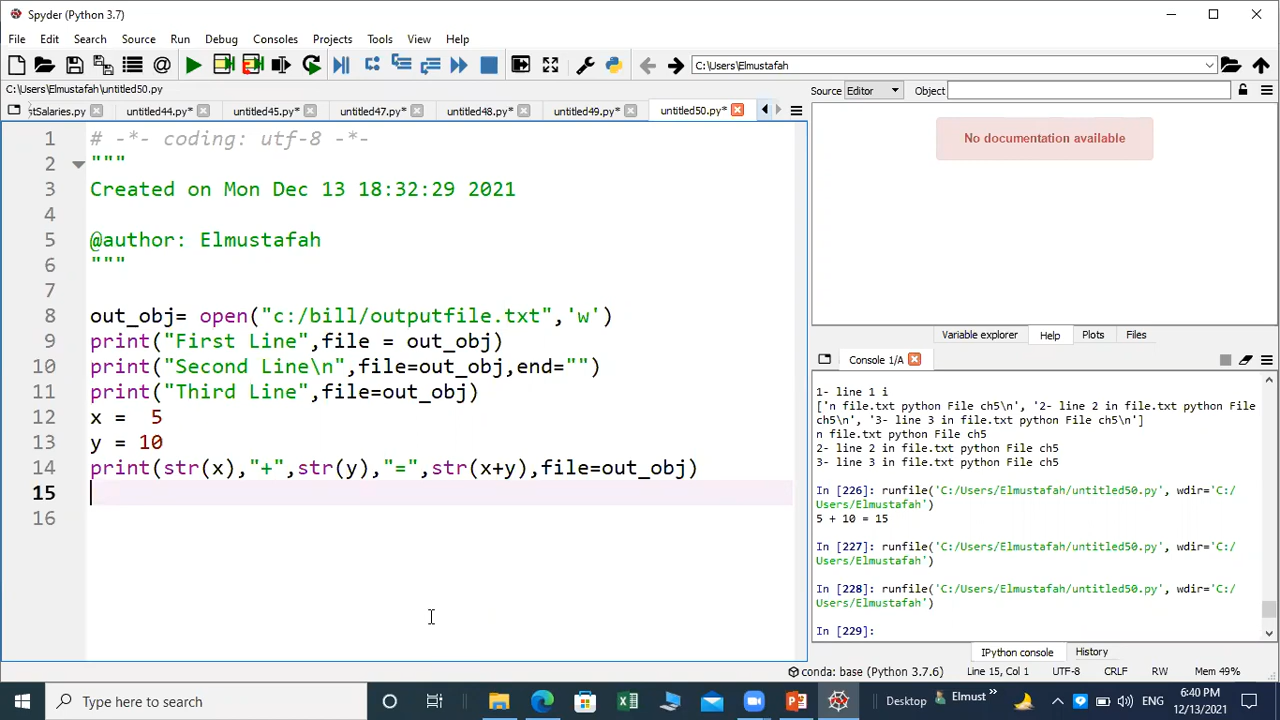 Spyder (Python 3.7)
File Edit Search Source Run Debug Consoles Projects Tools View Help
C:\Users\Elmustafah
C:\Users\Elmustafah\untitled50.py
Source Editor Object
tSalaries.py untitled44.py* untitled45.py* untitled47.py* untitled48.py* untitled49.py* untitled50.py*
No documentation available
1 # -*- coding: utf-8 -*-
2 """
3 Created on Mon Dec 13 18:32:29 2021
4
5 @author: Elmustafah
6 """
7
8 out_obj= open("c:/bill/outputfile.txt",'w')
9 print("First Line",file = out_obj)
10 print("Second Line\n",file=out_obj,end="")
11 print("Third Line",file=out_obj)
12 x =  5
13 y = 10
14 print(str(x),"+",str(y),"=",str(x+y),file=out_obj)
15
16
Variable explorer Help Plots Files
Console 1/A
1- line 1 i
['n file.txt python File ch5\n', '2- line 2 in file.txt python File
ch5\n', '3- line 3 in file.txt python File ch5\n']
n file.txt python File ch5
2- line 2 in file.txt python File ch5
3- line 3 in file.txt python File ch5
In [226]: runfile('C:/Users/Elmustafah/untitled50.py', wdir='C:/
Users/Elmustafah')
5 + 10 = 15
In [227]: runfile('C:/Users/Elmustafah/untitled50.py', wdir='C:/
Users/Elmustafah')
In [228]: runfile('C:/Users/Elmustafah/untitled50.py', wdir='C:/
Users/Elmustafah')
In [229]:
IPython console History
conda: base (Python 3.7.6) Line 15, Col 1 UTF-8 CRLF RW Mem 49%
Type here to search
Desktop Elmust » ENG 6:40 PM
12/13/2021